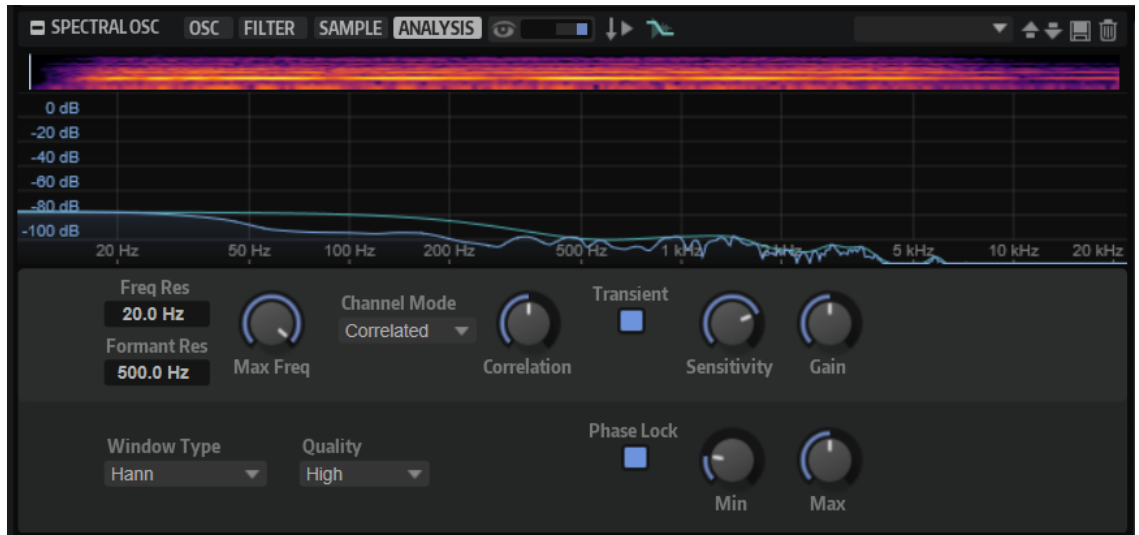 SPECTRAL OSC OSC FILTER SAMPLE ANALYSIS
0 dB
-20 dB
-40 dB
-60 dB
-80 dB
-100 dB
20 Hz 50 Hz 100 Hz 200 Hz 500 Hz 1 kHz 2 kHz 5 kHz 10 kHz 20 kHz
Freq Res
20.0 Hz
Formant Res
500.0 Hz
Max Freq
Channel Mode
Correlated
Correlation
Transient
Sensitivity
Gain
Window Type
Hann
Quality
High
Phase Lock
Min
Max